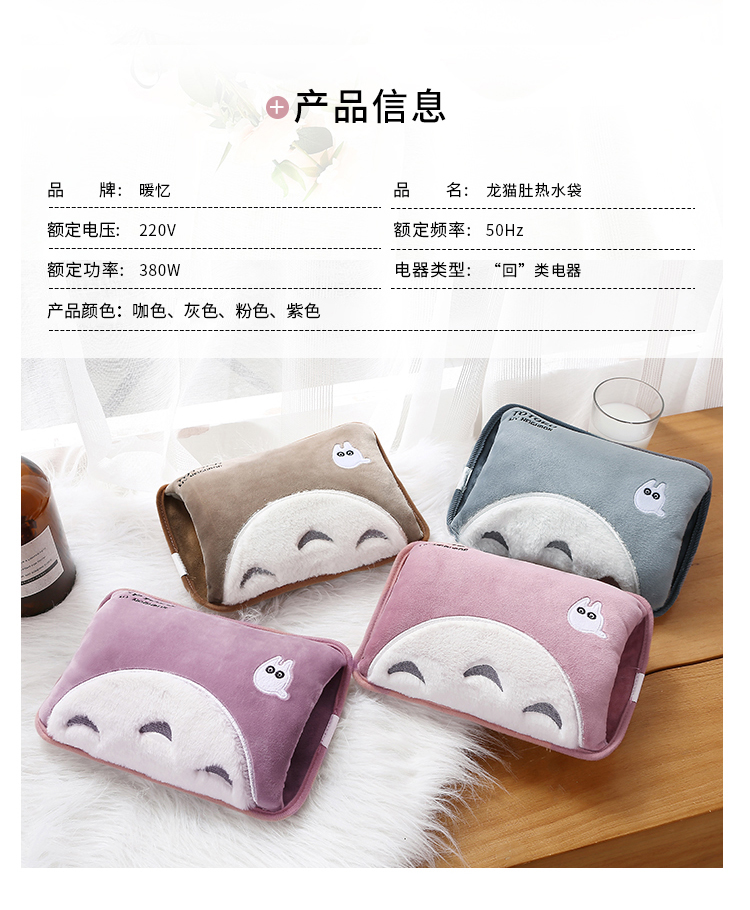 产品信息
品 牌: 暖忆
品 名: 龙猫肚热水袋
额定电压: 220V
额定频率: 50Hz
额定功率: 380W
电器类型: “回”类电器
产品颜色: 咖色、灰色、粉色、紫色
TOTORO